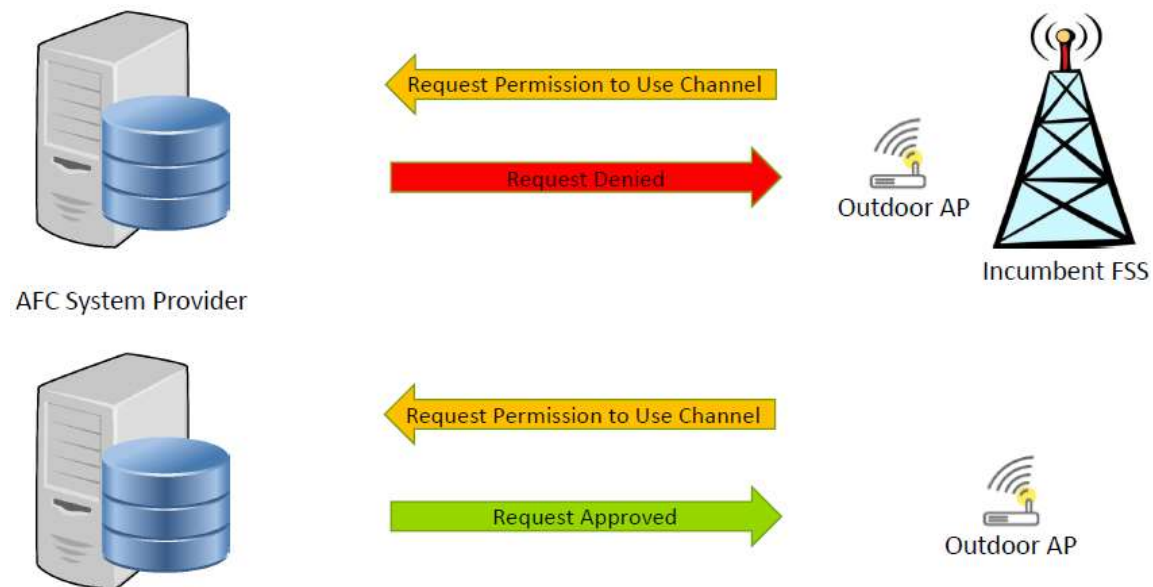 Request Permission to Use Channel
Request Denied
Outdoor AP
Incumbent FSS
AFC System Provider
Request Permission to Use Channel
Request Approved
Outdoor AP